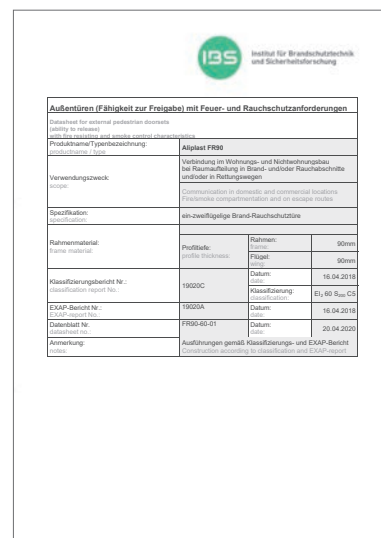 IBS
Institut für Brandschutztechnik
und Sicherheitsforschung
Außentüren (Fähigkeit zur Freigabe) mit Feuer- und Rauchschutzanforderungen
Datasheet for external pedestrian doorsets
(ability to release)
with fire resisting and smoke control characteristics
Produktname/Typenbezeichnung:
productname / type
Aliplast FR90
Verwendungszweck:
scope:
Verbindung im Wohnungs- und Nichtwohnungsbau
bei Raumaufteilung in Brand- und/oder Rauchabschnitte
und/oder in Rettungswegen
Communication in domestic and commercial locations
Fire/smoke compartmentation and on escape routes
Spezifikation:
specification:
ein-zweiflügelige Brand-Rauchschutztüre
Rahmenmaterial:
frame material:
Profiltiefe:
profile thickness:
Rahmen:
frame:
90mm
Flügel:
wing:
90mm
Klassifizierungsbericht Nr.:
classification report No.:
19020C
Datum:
date:
16.04.2018
Klassifizierung:
classification:
EI₂ 60 S₂₀₀ C5
EXAP-Bericht Nr.:
EXAP-report No.:
19020A
Datum:
date:
16.04.2018
Datenblatt Nr.
datasheet no.:
FR90-60-01
Datum:
date:
20.04.2020
Anmerkung:
notes:
Ausführungen gemäß Klassifizierungs- und EXAP-Bericht
Construction according to classification and EXAP-report